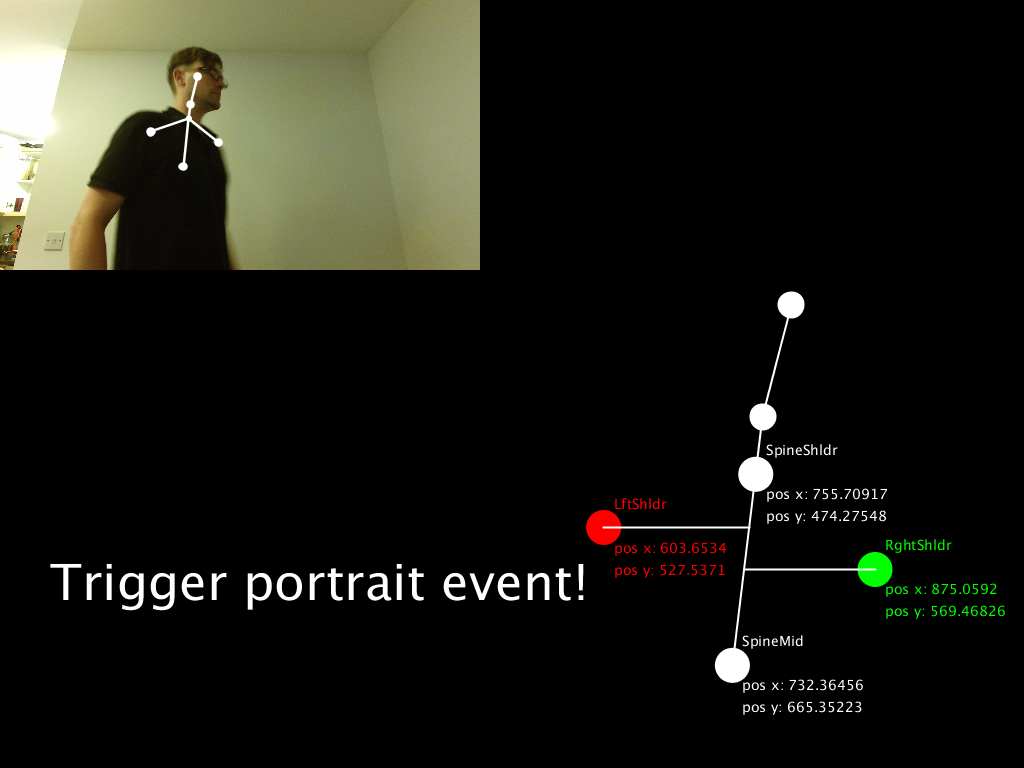 SpineShldr
pos x: 755.70917
pos y: 474.27548
LftShldr
pos x: 603.6534
pos y: 527.5371
RghtShldr
pos x: 875.0592
pos y: 569.46826
Trigger portrait event!
SpineMid
pos x: 732.36456
pos y: 665.35223